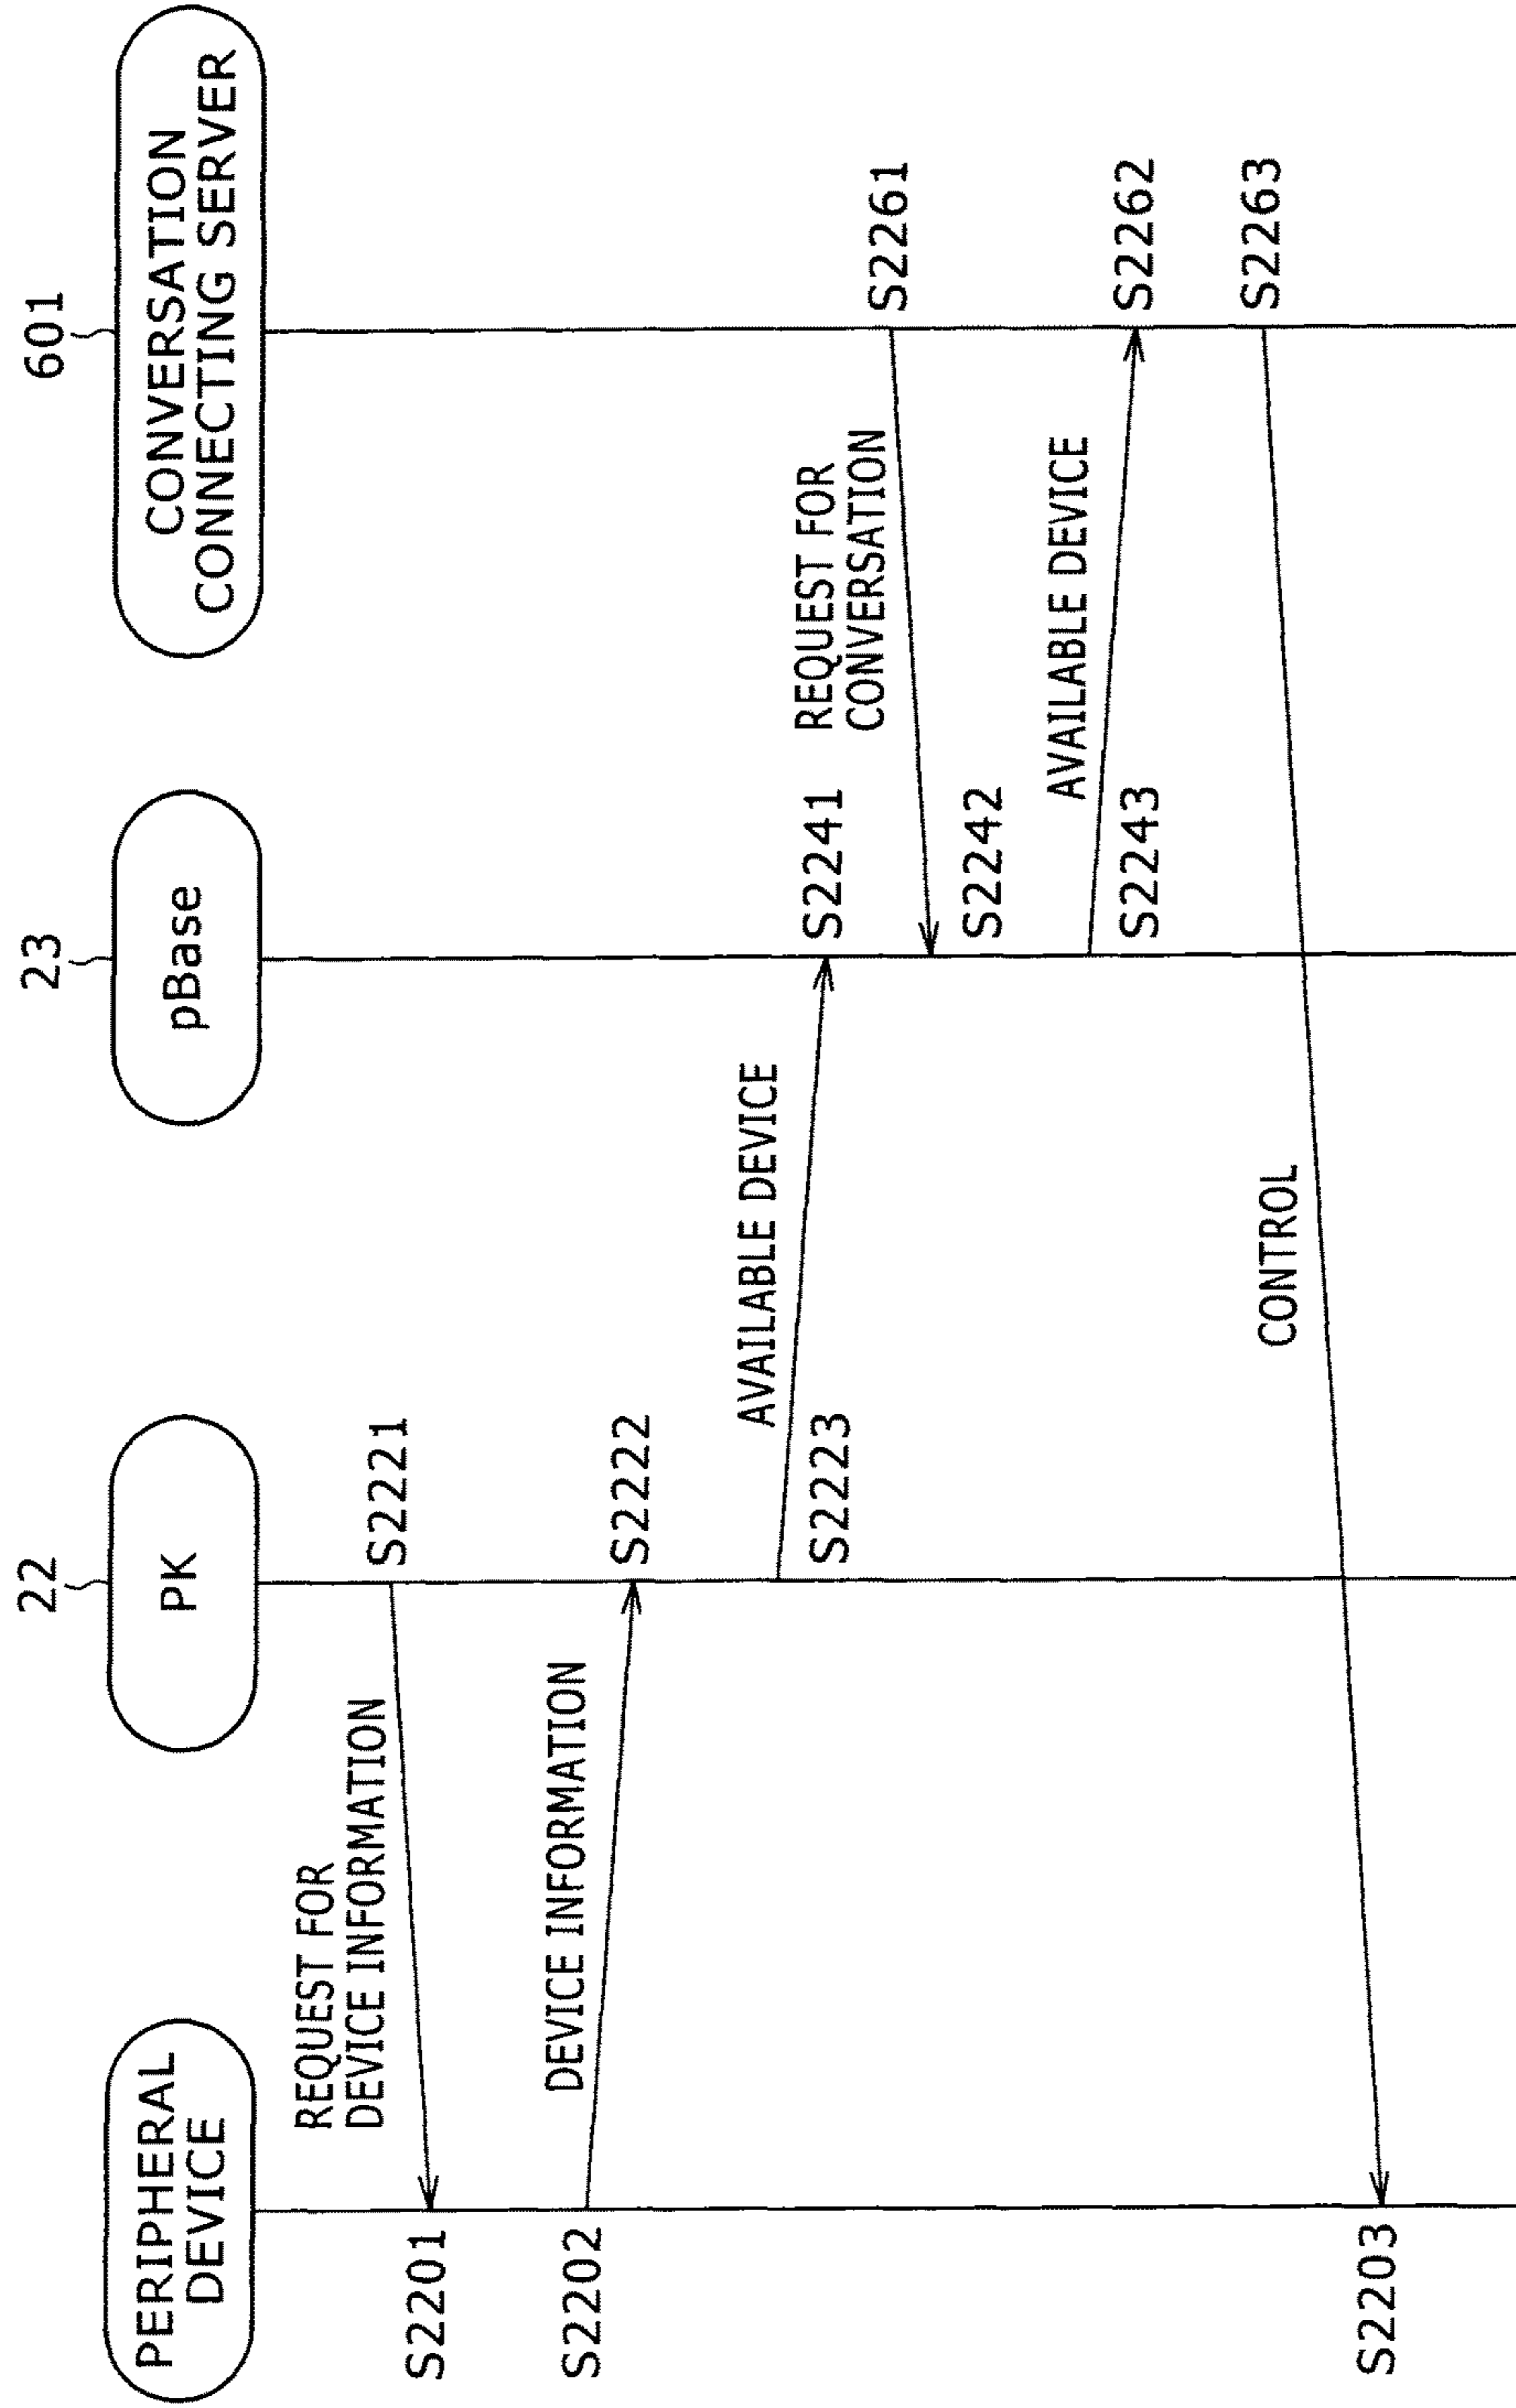 PERIPHERAL
DEVICE
22
PK
23
pBase
601
CONVERSATION
CONNECTING SERVER
REQUEST FOR
DEVICE INFORMATION
S2221
S2201
DEVICE INFORMATION
S2202
S2222
AVAILABLE DEVICE
S2223
S2241
REQUEST FOR
CONVERSATION
S2261
S2242
AVAILABLE DEVICE
S2243
S2262
S2263
CONTROL
S2203